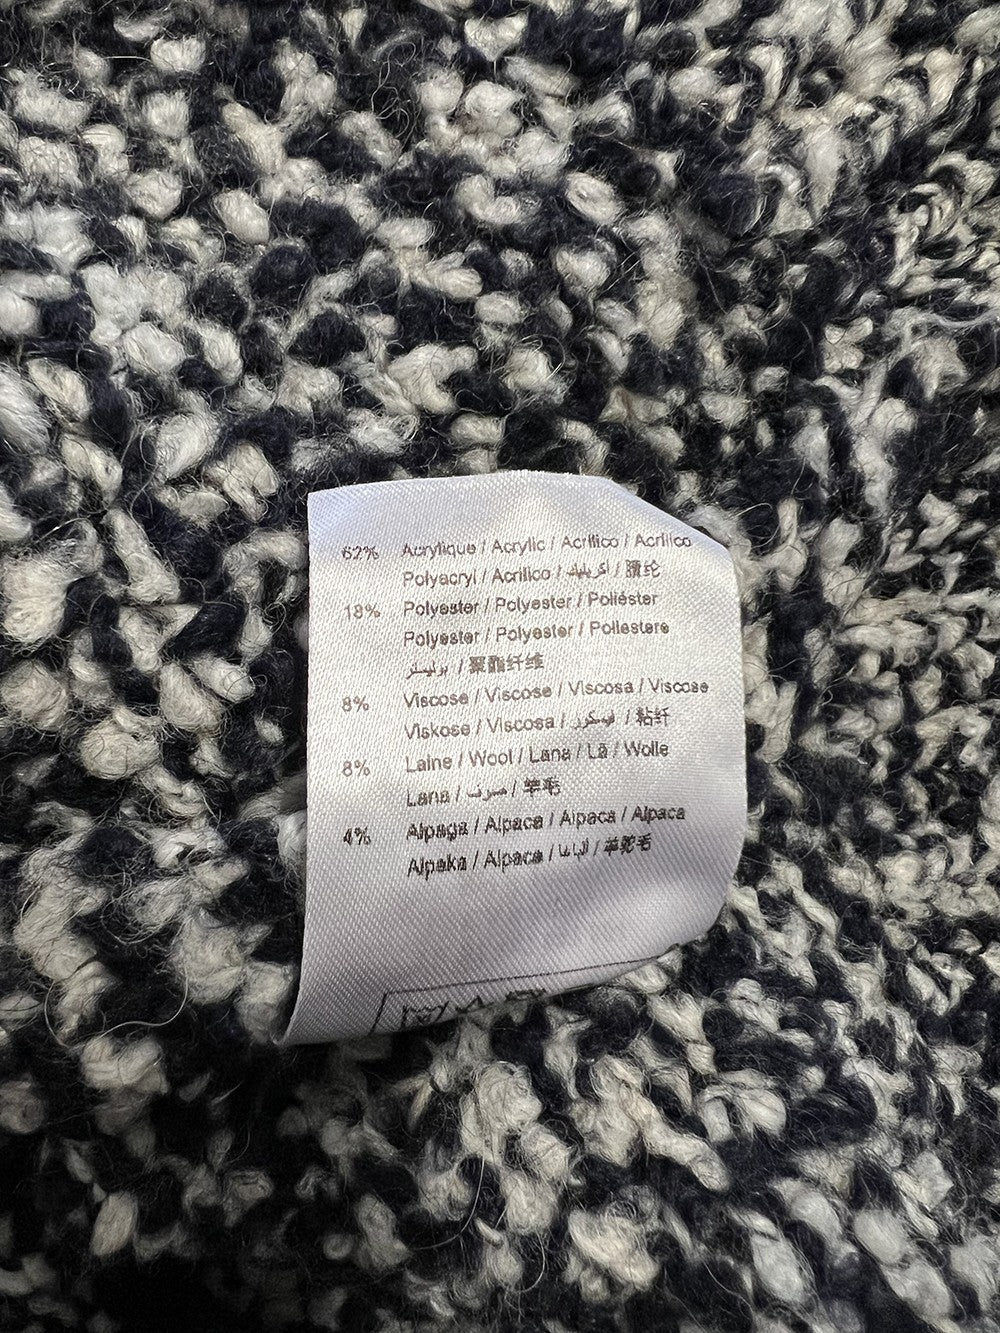 62% Acrylique / Acrylic / Acrílico / Acrílico
Polyacryl / Acrilico / اكريليك / 腈纶
18% Polyester / Polyester / Poliéster
Polyester / Polyester / Poliestere
بوليستر / 聚酯纤维
8% Viscose / Viscose / Viscosa / Viscose
Viskose / Viscosa / فيسكوز / 粘纤
8% Laine / Wool / Lana / Lã / Wolle
Lana / صوف / 羊毛
4% Alpaga / Alpaca / Alpaca / Alpaca
Alpaka / Alpaca / ألباكا / 羊驼毛